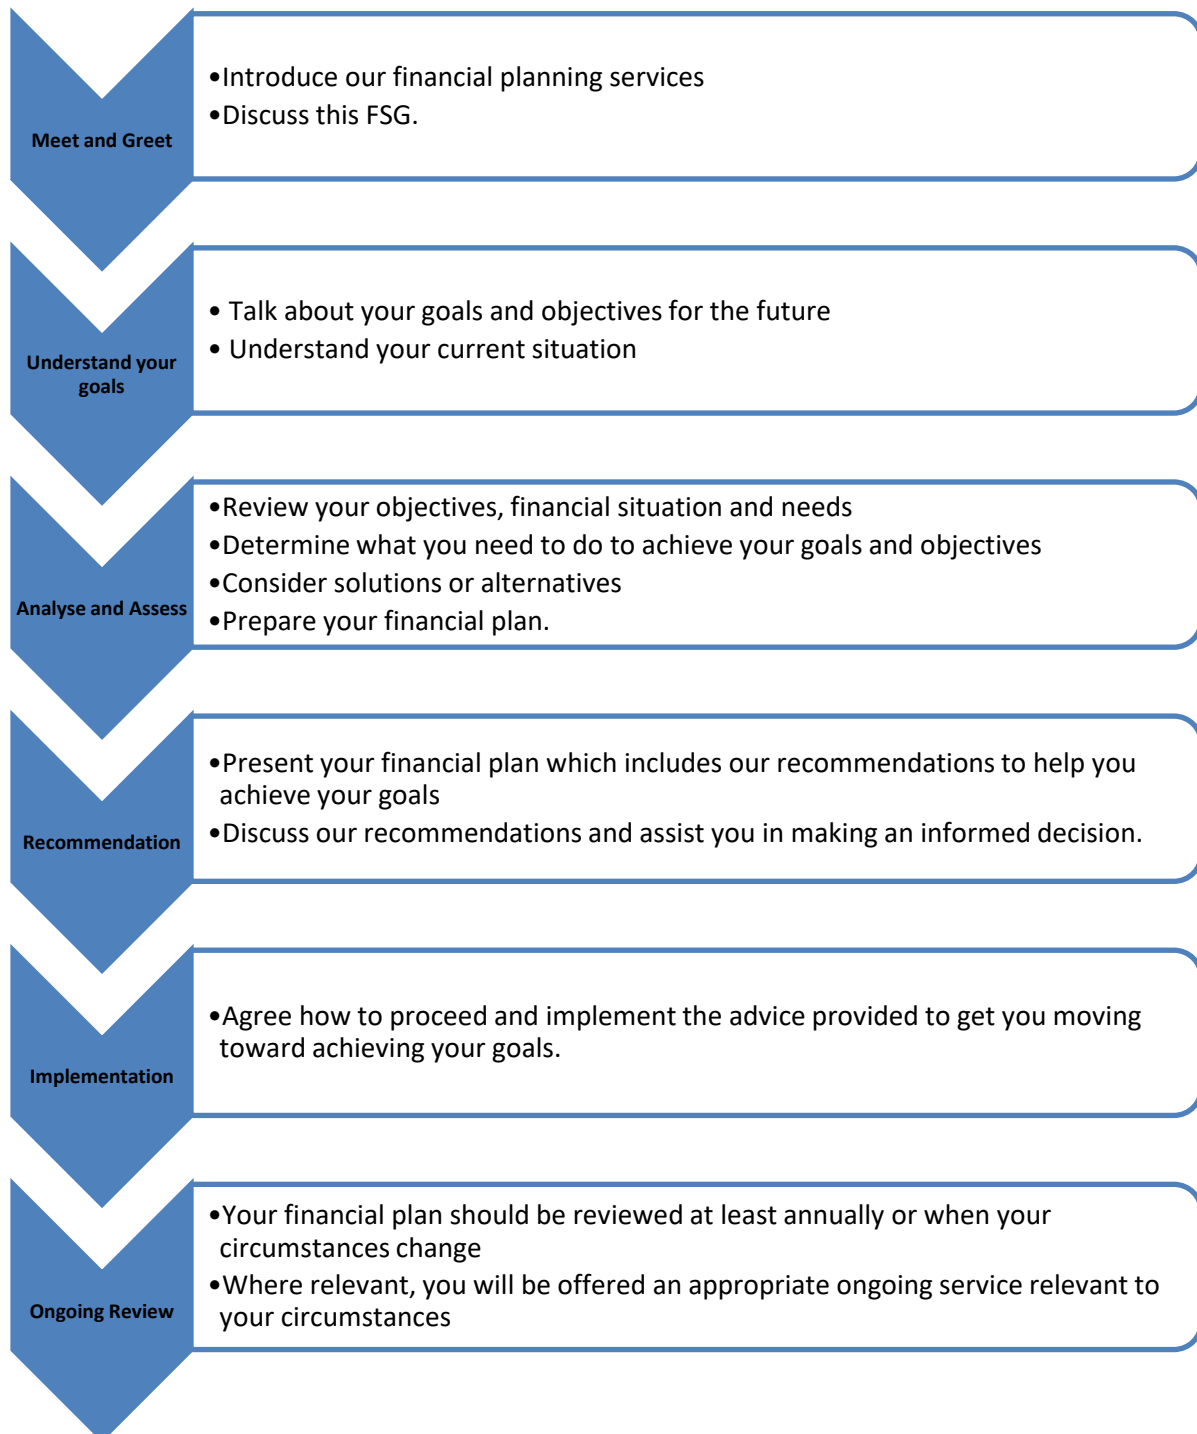 Meet and Greet
•Introduce our financial planning services
•Discuss this FSG.
Understand your
goals
• Talk about your goals and objectives for the future
• Understand your current situation
Analyse and Assess
•Review your objectives, financial situation and needs
•Determine what you need to do to achieve your goals and objectives
•Consider solutions or alternatives
•Prepare your financial plan.
Recommendation
•Present your financial plan which includes our recommendations to help you
achieve your goals
•Discuss our recommendations and assist you in making an informed decision.
Implementation
•Agree how to proceed and implement the advice provided to get you moving
toward achieving your goals.
Ongoing Review
•Your financial plan should be reviewed at least annually or when your
circumstances change
•Where relevant, you will be offered an appropriate ongoing service relevant to
your circumstances